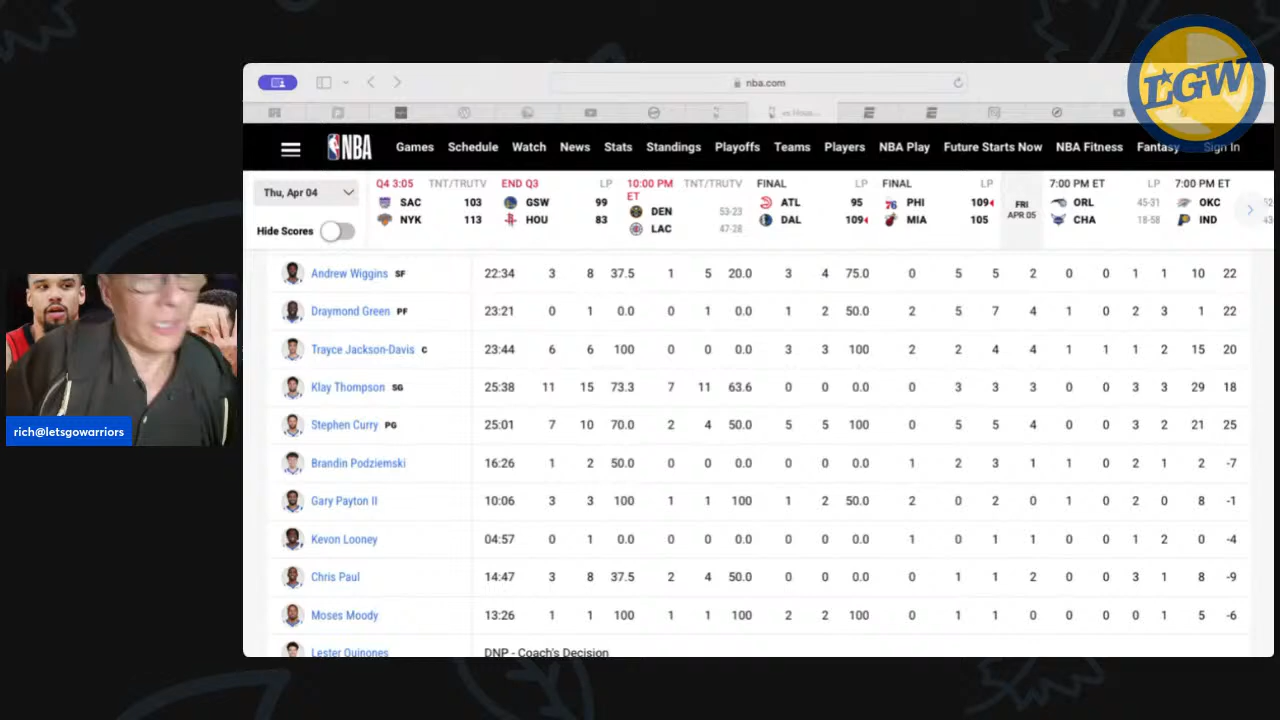 LGW
nba.com
NBA Games Schedule Watch News Stats Standings Playoffs Teams Players NBA Play Future Starts Now NBA Fitness Fantasy Sign In
Thu, Apr 04
Hide Scores
Q4 3:05 TNT/TRUTV
SAC 103
NYK 113
END Q3 LP
GSW 99
HOU 83
10:00 PM ET TNT/TRUTV
DEN 53-23
LAC 47-28
FINAL LP
ATL 95
DAL 109
FINAL LP
PHI 109
MIA 105
FRI
APR 05
7:00 PM ET LP
ORL 45-31
CHA 18-58
7:00 PM ET
OKC
IND
Andrew Wiggins SF 22:34 3 8 37.5 1 5 20.0 3 4 75.0 0 5 5 2 0 0 1 1 10 22
Draymond Green PF 23:21 0 1 0.0 0 1 0.0 1 2 50.0 2 5 7 4 1 0 2 3 1 22
Trayce Jackson-Davis C 23:44 6 6 100 0 0 0.0 3 3 100 2 2 4 4 1 1 1 2 15 20
Klay Thompson SG 25:38 11 15 73.3 7 11 63.6 0 0 0.0 0 3 3 3 0 0 3 3 29 18
Stephen Curry PG 25:01 7 10 70.0 2 4 50.0 5 5 100 0 5 5 4 0 0 3 2 21 25
Brandin Podziemski 16:26 1 2 50.0 0 0 0.0 0 0 0.0 1 2 3 1 1 0 2 1 2 -7
Gary Payton II 10:06 3 3 100 1 1 100 1 2 50.0 2 0 2 0 1 0 2 0 8 -1
Kevon Looney 04:57 0 1 0.0 0 0 0.0 0 0 0.0 1 0 1 1 0 0 1 2 0 -4
Chris Paul 14:47 3 8 37.5 2 4 50.0 0 0 0.0 0 1 1 2 0 0 3 1 8 -9
Moses Moody 13:26 1 1 100 1 1 100 2 2 100 0 1 1 0 0 0 0 1 5 -6
Lester Quinones DNP - Coach's Decision
rich@letsgowarriors